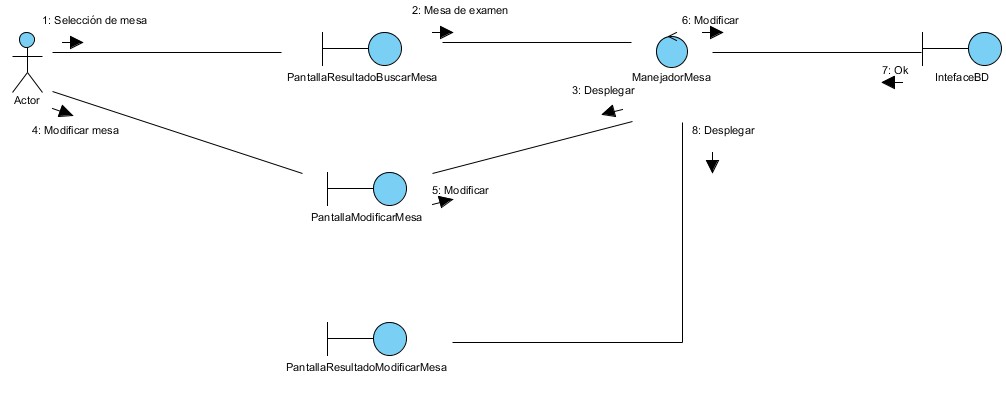 1: Selección de mesa
2: Mesa de examen
6: Modificar
Actor
PantallaResultadoBuscarMesa
ManejadorMesa
7: Ok
IntefaceBD
3: Desplegar
4: Modificar mesa
8: Desplegar
5: Modificar
PantallaModificarMesa
PantallaResultadoModificarMesa